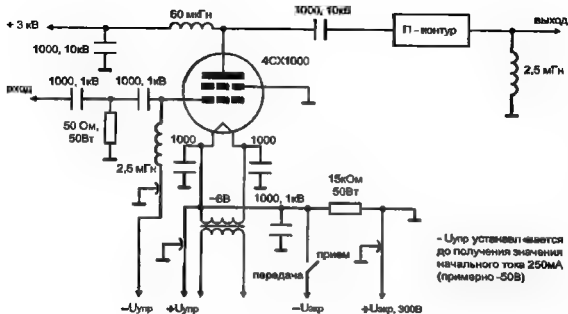 + 3 кВ
60 мкГн
1000, 10кВ
П - контур
выход
1000, 10кВ
4CX1000
2,5 мГн
вход
1000, 1кВ
1000, 1кВ
50 Ом,
50Вт
1000
1000
2,5 мГн
~6В
1000, 1кВ
15кОм
50Вт
прием
передача
- Uупр устанавливается
до получения значения
начального тока 250мА
(примерно -50В)
-Uупр
+Uупр
-Uэкр
+Uэкр, 300В